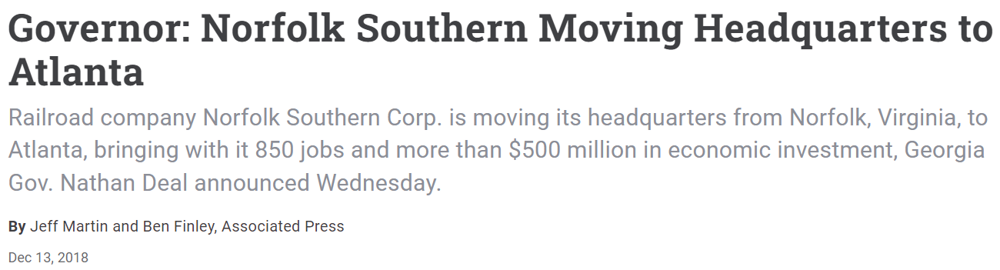 Governor: Norfolk Southern Moving Headquarters to
Atlanta
Railroad company Norfolk Southern Corp. is moving its headquarters from Norfolk, Virginia, to
Atlanta, bringing with it 850 jobs and more than $500 million in economic investment, Georgia
Gov. Nathan Deal announced Wednesday.
By Jeff Martin and Ben Finley, Associated Press
Dec 13, 2018